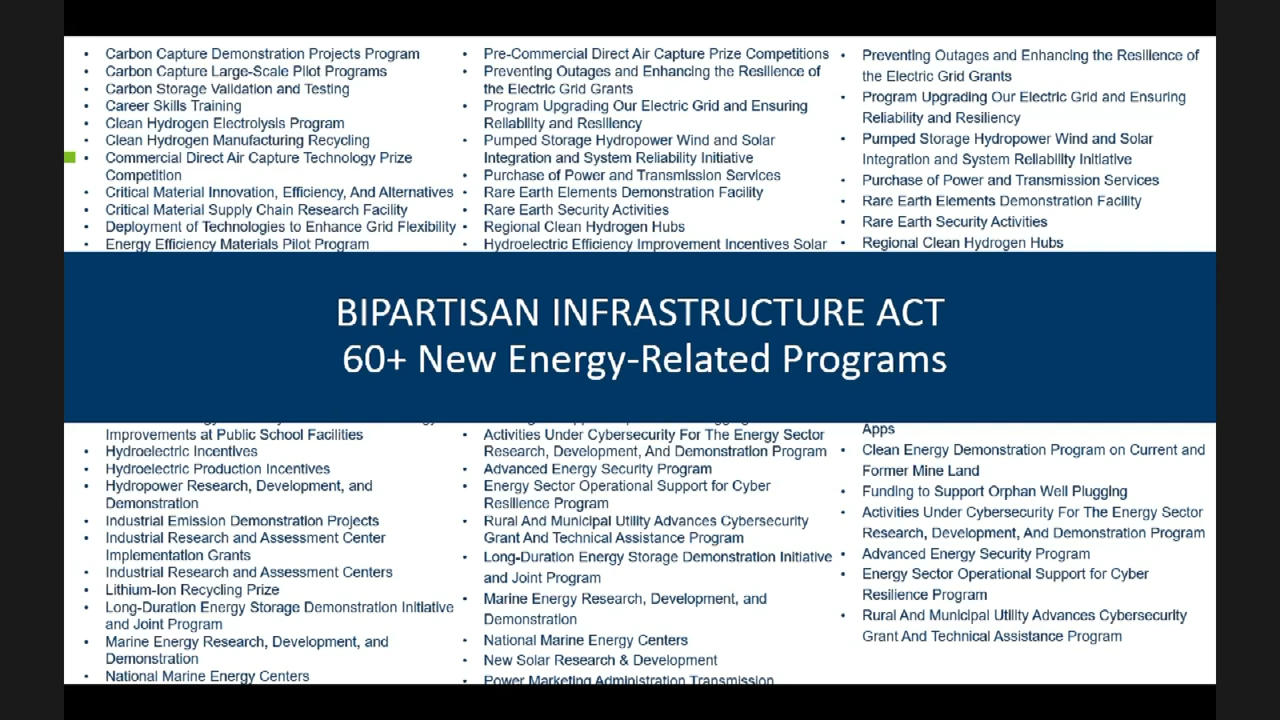 • Carbon Capture Demonstration Projects Program
• Carbon Capture Large-Scale Pilot Programs
• Carbon Storage Validation and Testing
• Career Skills Training
• Clean Hydrogen Electrolysis Program
• Clean Hydrogen Manufacturing Recycling
• Commercial Direct Air Capture Technology Prize
Competition
• Critical Material Innovation, Efficiency, And Alternatives
• Critical Material Supply Chain Research Facility
• Deployment of Technologies to Enhance Grid Flexibility
• Energy Efficiency Materials Pilot Program
• Pre-Commercial Direct Air Capture Prize Competitions
• Preventing Outages and Enhancing the Resilience of
the Electric Grid Grants
• Program Upgrading Our Electric Grid and Ensuring
Reliability and Resiliency
• Pumped Storage Hydropower Wind and Solar
Integration and System Reliability Initiative
• Purchase of Power and Transmission Services
• Rare Earth Elements Demonstration Facility
• Rare Earth Security Activities
• Regional Clean Hydrogen Hubs
• Hydroelectric Efficiency Improvement Incentives Solar
• Preventing Outages and Enhancing the Resilience of
the Electric Grid Grants
• Program Upgrading Our Electric Grid and Ensuring
Reliability and Resiliency
• Pumped Storage Hydropower Wind and Solar
Integration and System Reliability Initiative
• Purchase of Power and Transmission Services
• Rare Earth Elements Demonstration Facility
• Rare Earth Security Activities
• Regional Clean Hydrogen Hubs
BIPARTISAN INFRASTRUCTURE ACT
60+ New Energy-Related Programs
Improvements at Public School Facilities
• Hydroelectric Incentives
• Hydroelectric Production Incentives
• Hydropower Research, Development, and
Demonstration
• Industrial Emission Demonstration Projects
• Industrial Research and Assessment Center
Implementation Grants
• Industrial Research and Assessment Centers
• Lithium-Ion Recycling Prize
• Long-Duration Energy Storage Demonstration Initiative
and Joint Program
• Marine Energy Research, Development, and
Demonstration
• National Marine Energy Centers
• Activities Under Cybersecurity For The Energy Sector
Research, Development, And Demonstration Program
• Advanced Energy Security Program
• Energy Sector Operational Support for Cyber
Resilience Program
• Rural And Municipal Utility Advances Cybersecurity
Grant And Technical Assistance Program
• Long-Duration Energy Storage Demonstration Initiative
and Joint Program
• Marine Energy Research, Development, and
Demonstration
• National Marine Energy Centers
• New Solar Research & Development
• Power Marketing Administration Transmission
Apps
• Clean Energy Demonstration Program on Current and
Former Mine Land
• Funding to Support Orphan Well Plugging
• Activities Under Cybersecurity For The Energy Sector
Research, Development, And Demonstration Program
• Advanced Energy Security Program
• Energy Sector Operational Support for Cyber
Resilience Program
• Rural And Municipal Utility Advances Cybersecurity
Grant And Technical Assistance Program